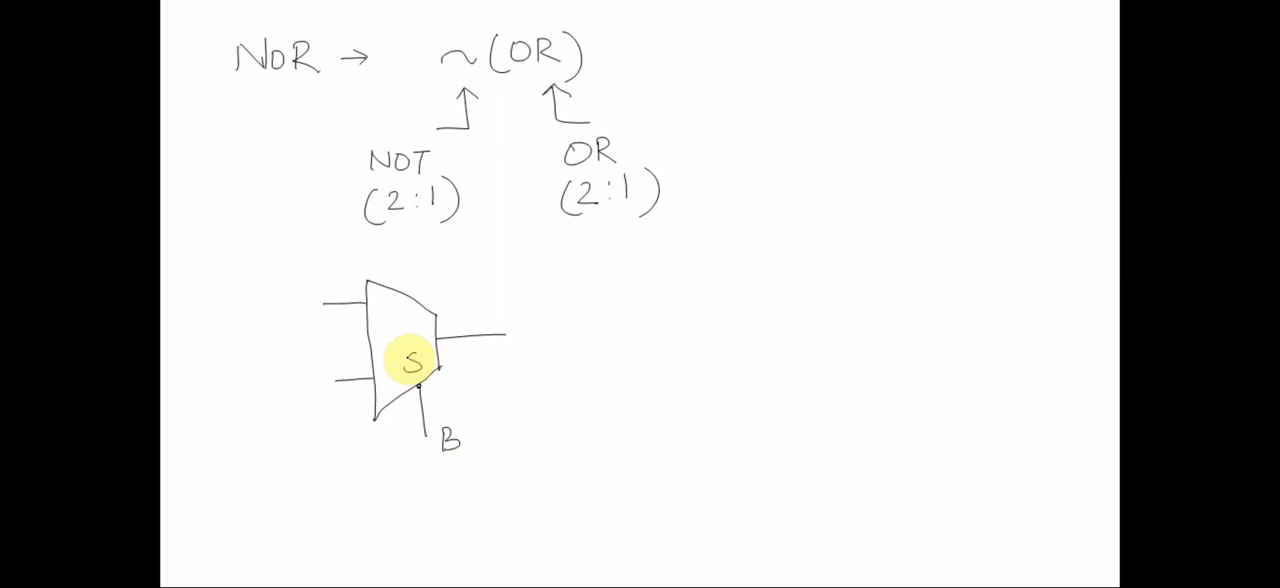 NOR → ~(OR)
NOT OR
(2:1) (2:1)
S
B